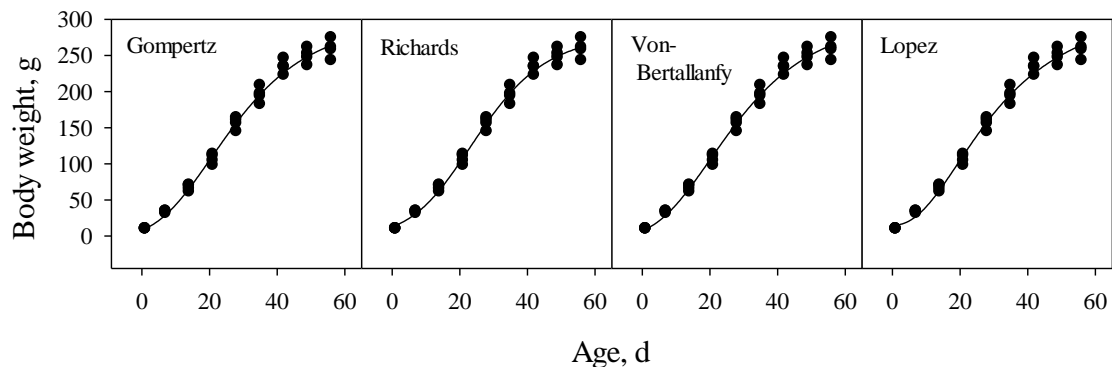 300
250
200
150
100
50
0
Body weight, g
Gompertz
Richards
Von-
Bertallanfy
Lopez
0 20 40 60 0 20 40 60 0 20 40 60 0 20 40 60
Age, d